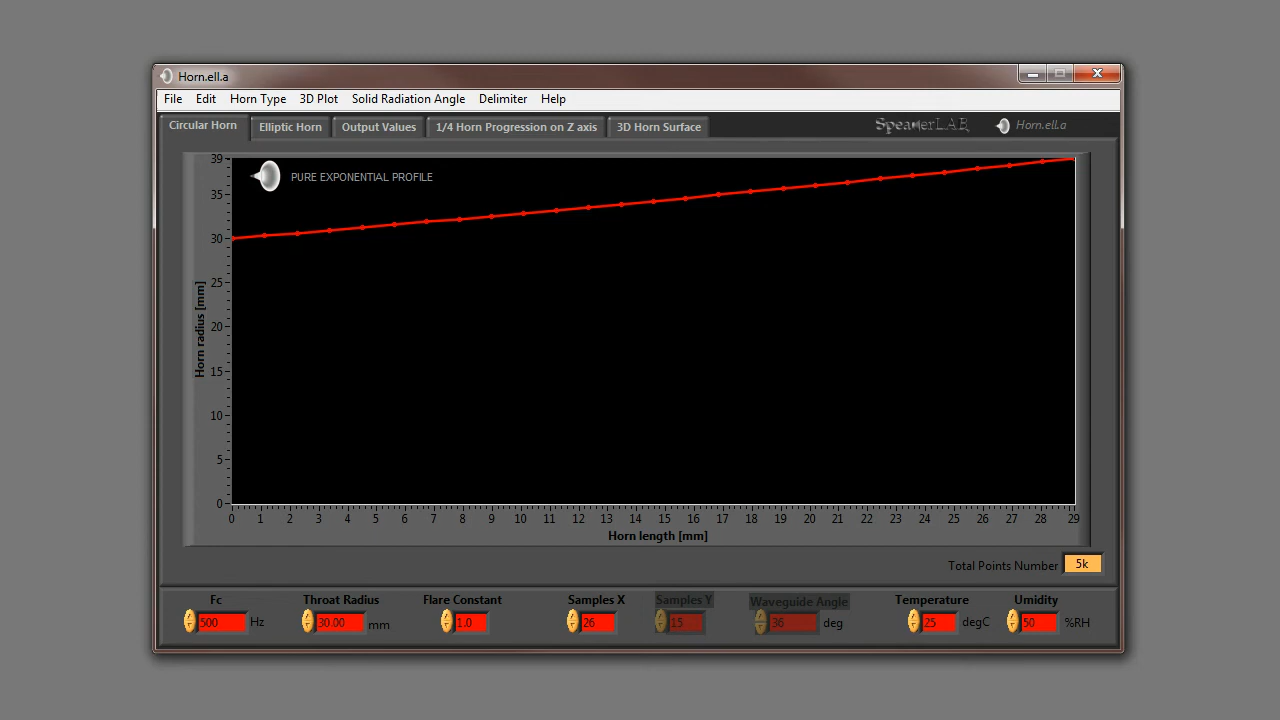 Horn.ell.a
File Edit Horn Type 3D Plot Solid Radiation Angle Delimiter Help
Circular Horn Elliptic Horn Output Values 1/4 Horn Progression on Z axis 3D Horn Surface SpeakerLAB Horn.ell.a
PURE EXPONENTIAL PROFILE
39
35
30
25
20
15
10
5
0
Horn radius [mm]
0 1 2 3 4 5 6 7 8 9 10 11 12 13 14 15 16 17 18 19 20 21 22 23 24 25 26 27 28 29
Horn length [mm]
Total Points Number 5k
Fc Throat Radius Flare Constant Samples X Samples Y Waveguide Angle Temperature Umidity
500 Hz 30.00 mm 1.0 26 15 36 deg 25 degC 50 %RH